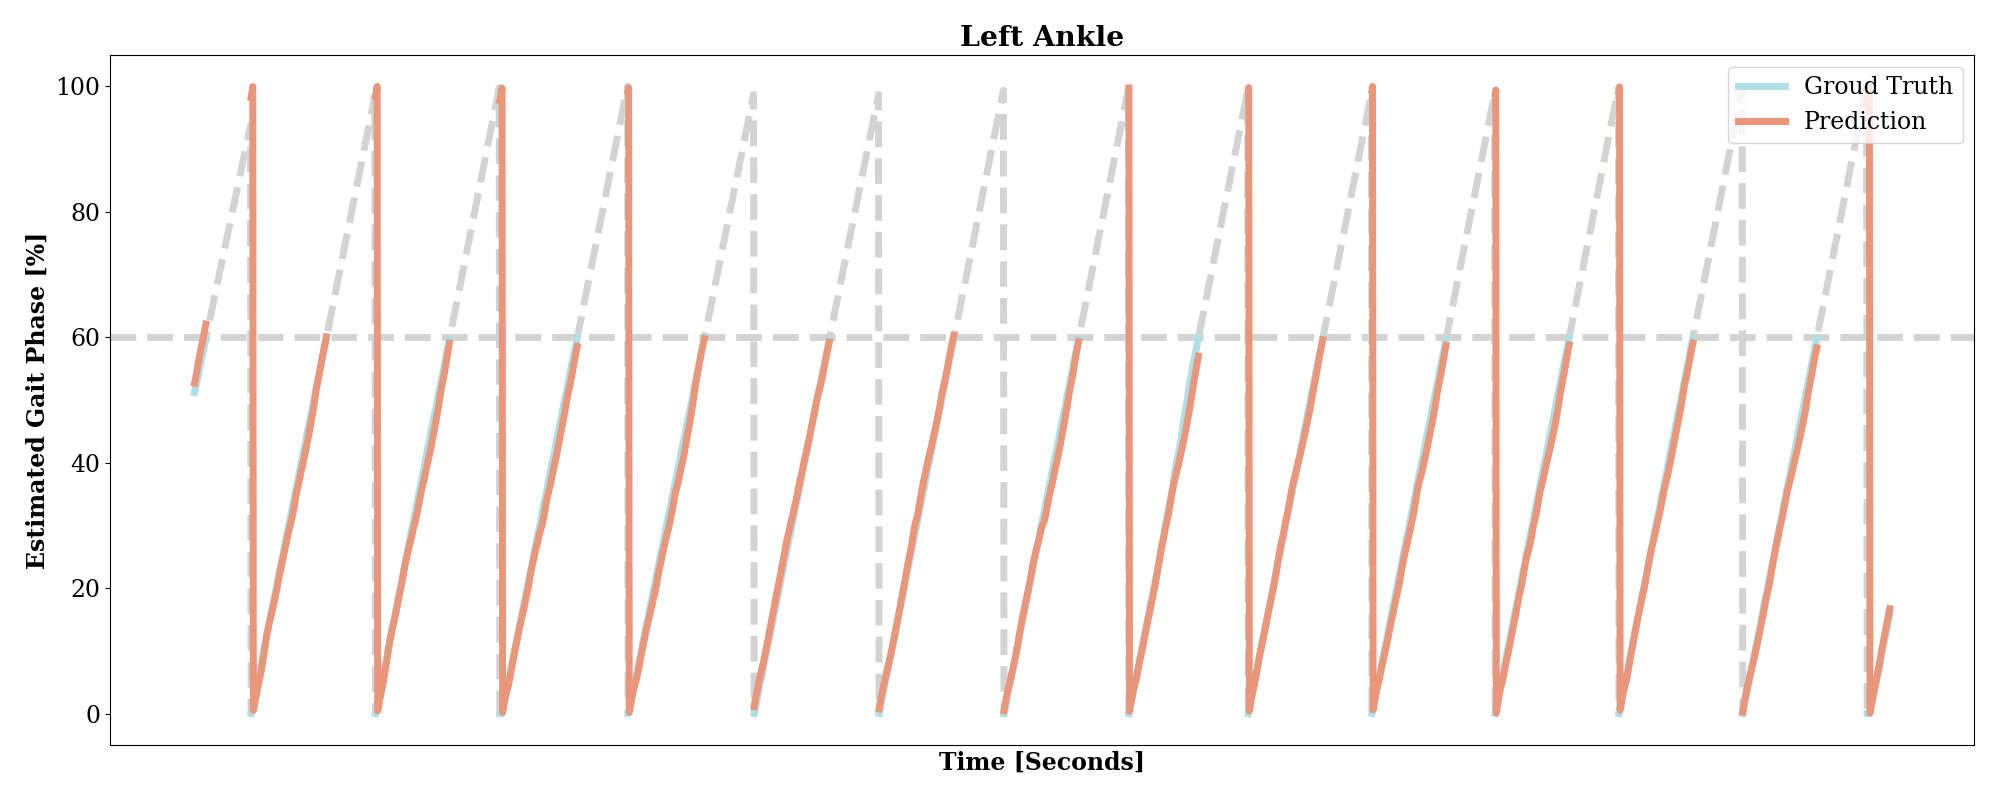 Left Ankle
Groud Truth
Prediction
100
80
60
40
20
0
Estimated Gait Phase [%]
Time [Seconds]